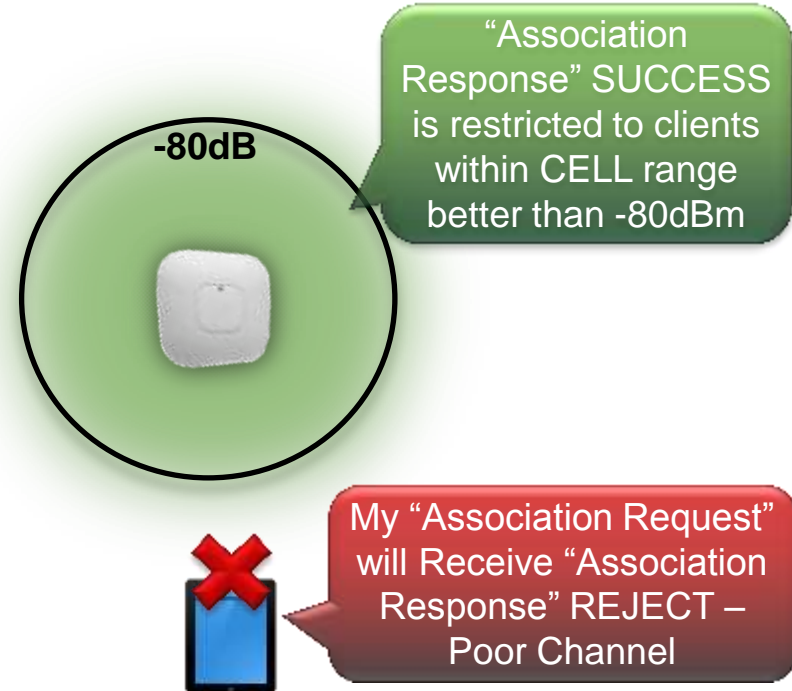 “Association
Response” SUCCESS
is restricted to clients
within CELL range
better than -80dBm
-80dB
My “Association Request”
will Receive “Association
Response” REJECT –
Poor Channel